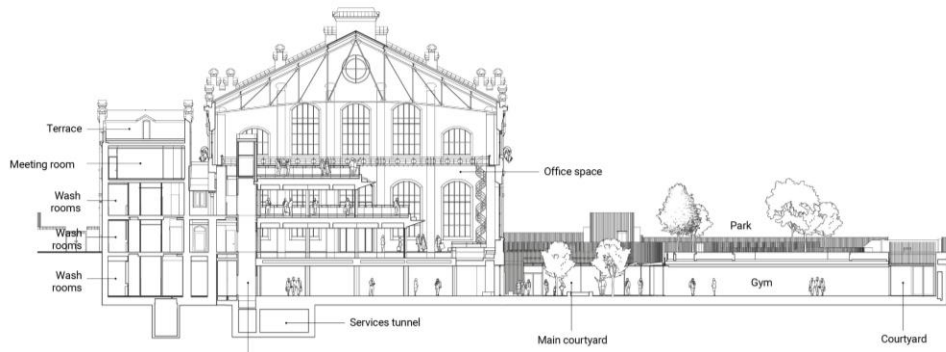 Terrace
Meeting room
Office space
Wash
rooms
Park
Wash
rooms
Wash
rooms
Gym
Services tunnel
Main courtyard
Courtyard